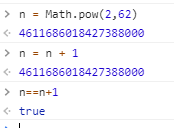 > n = Math.pow(2,62)
< 4611686018427388000
> n = n + 1
< 4611686018427388000
> n==n+1
< true